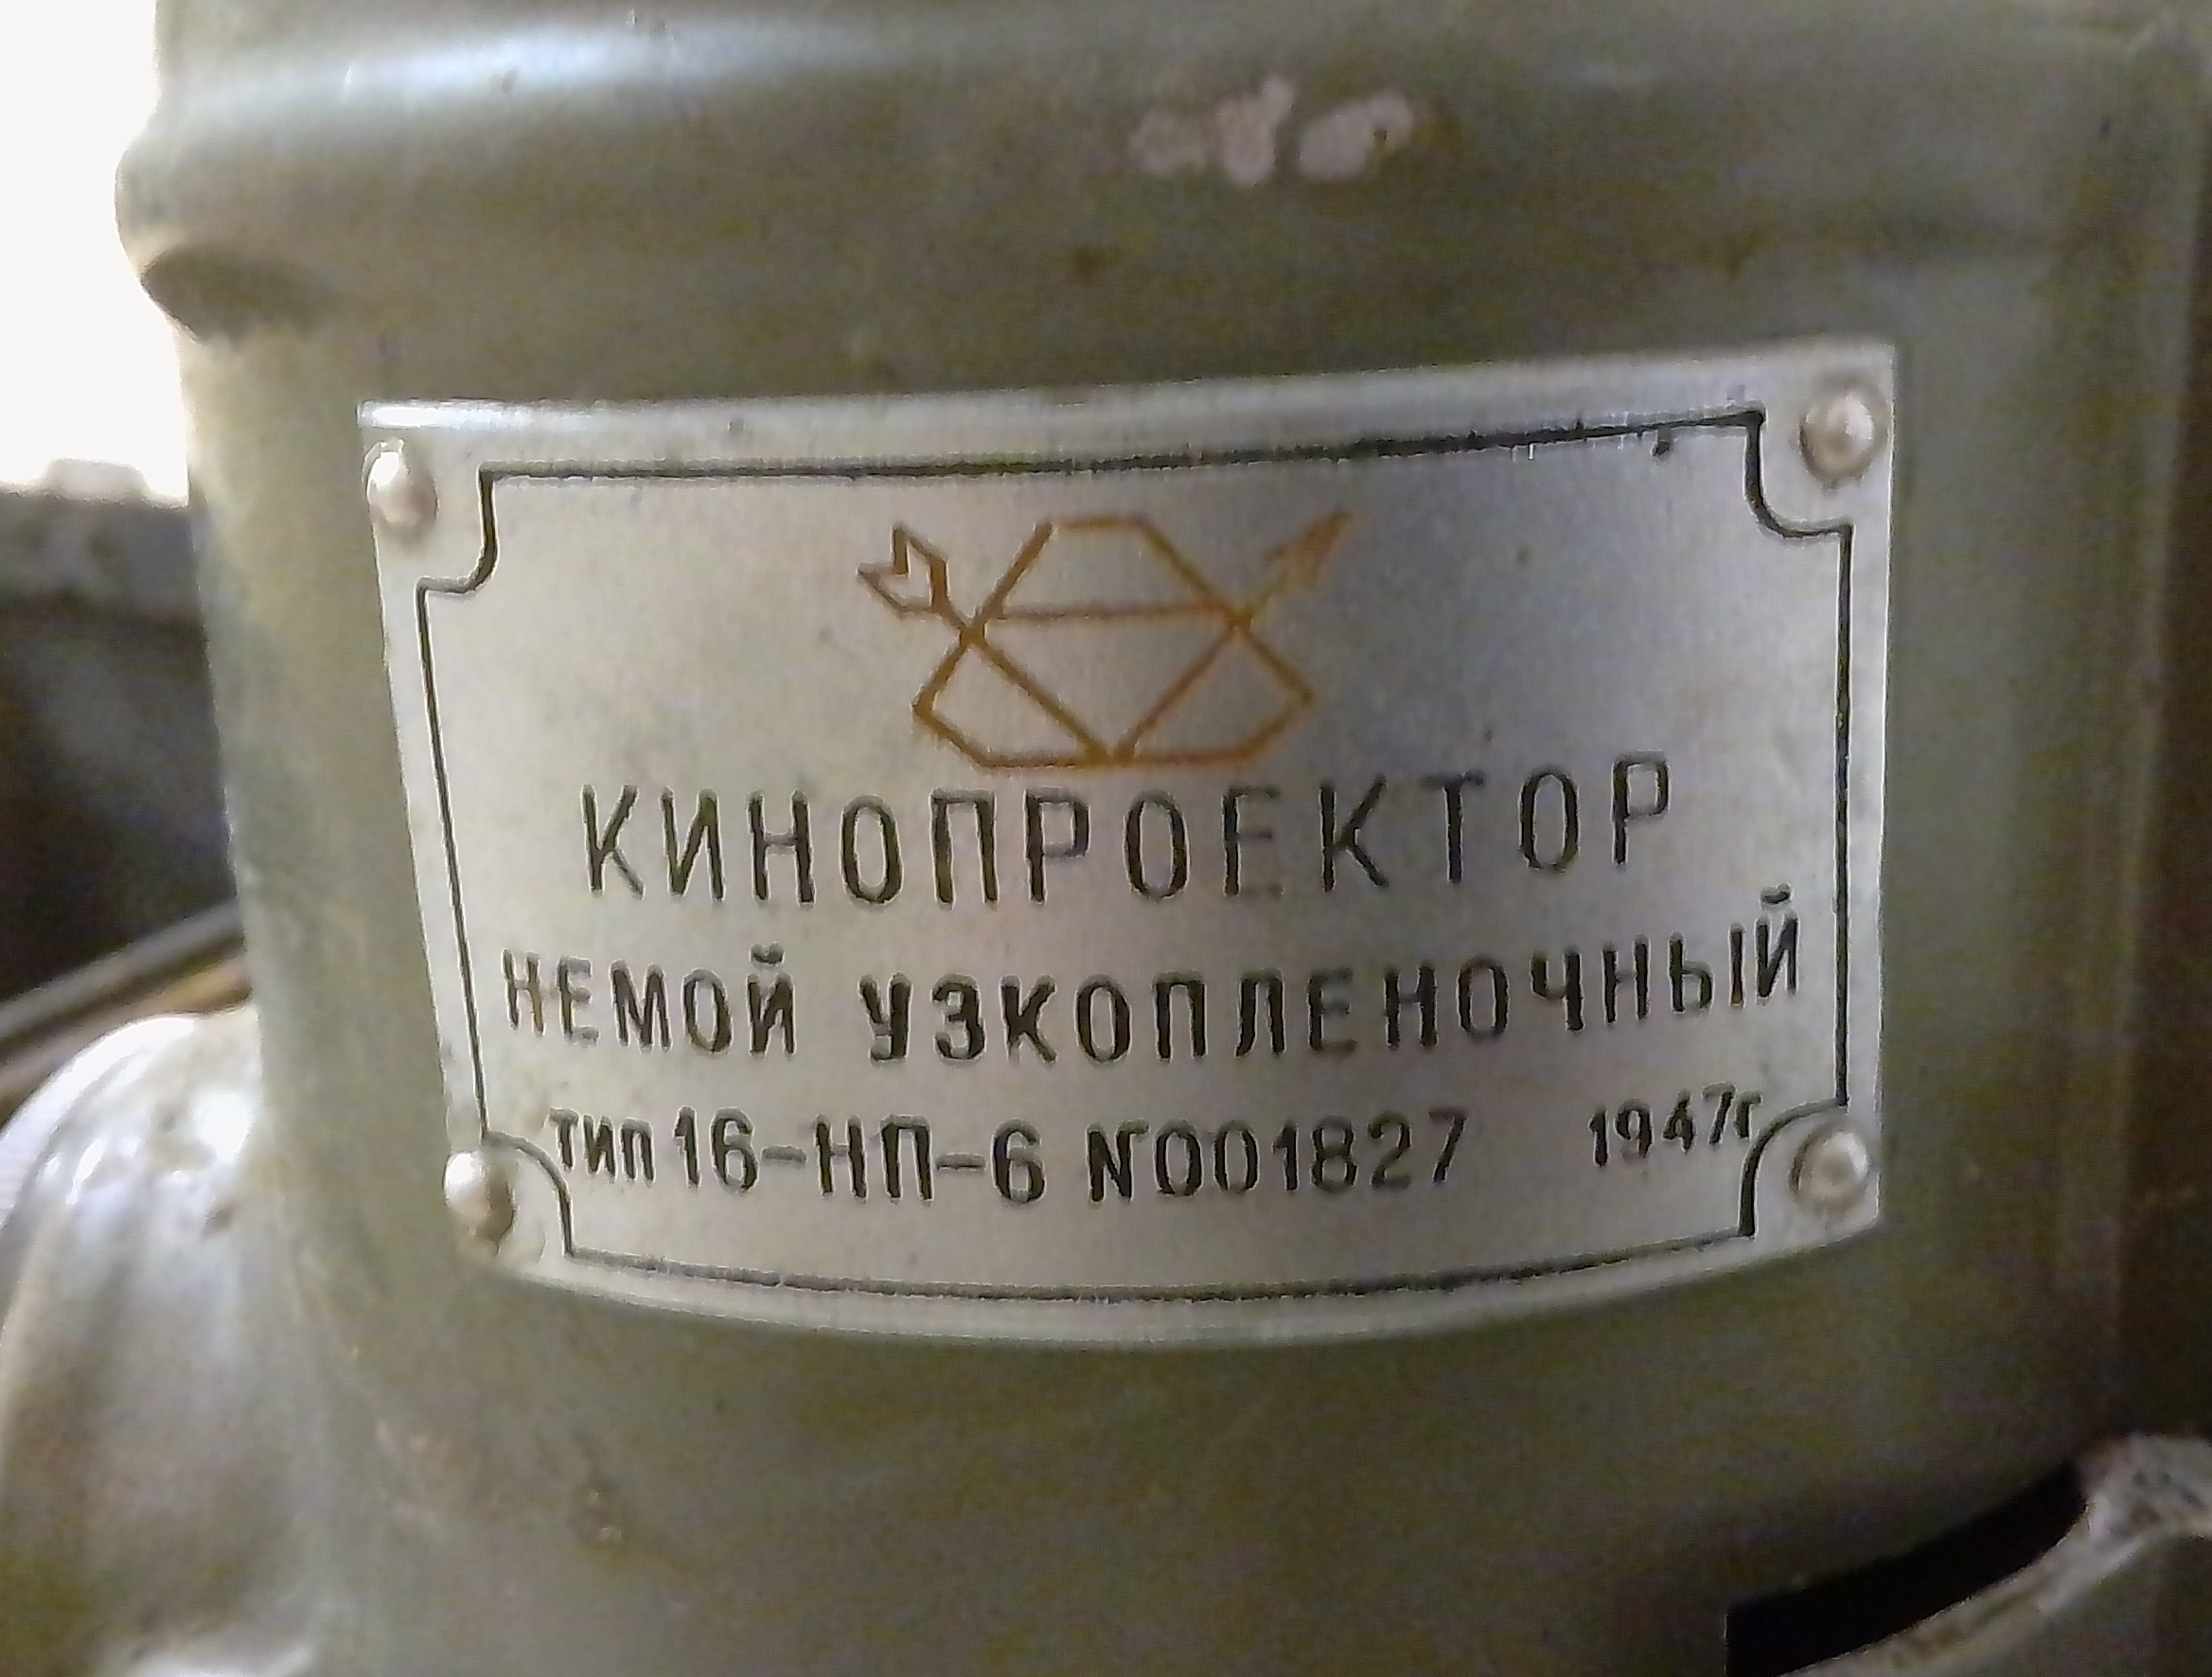 КИНОПРОЕКТОР
НЕМОЙ УЗКОПЛЕНОЧНЫЙ
тип 16-НП-6 N001827 1947г